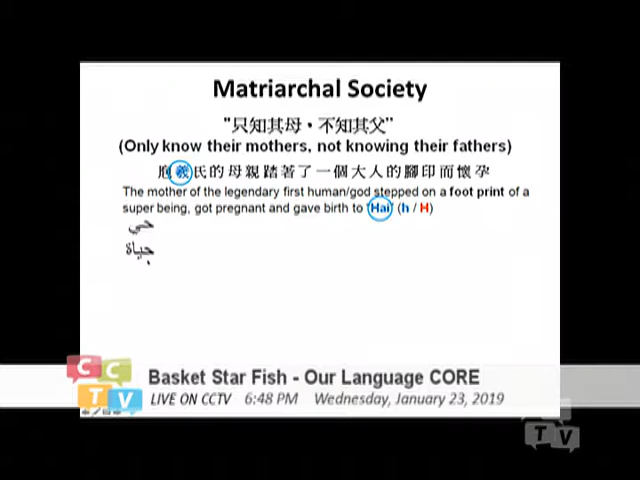 Matriarchal Society
"只知其母，不知其父"
(Only know their mothers, not knowing their fathers)
庖羲氏的母親踏著了一個大人的腳印而懷孕
The mother of the legendary first human/god stepped on a foot print of a
super being, got pregnant and gave birth to 'Hai' (h / H)
حي
حياة
CC
TV
Basket Star Fish - Our Language CORE
LIVE ON CCTV 6:48 PM Wednesday, January 23, 2019
TV